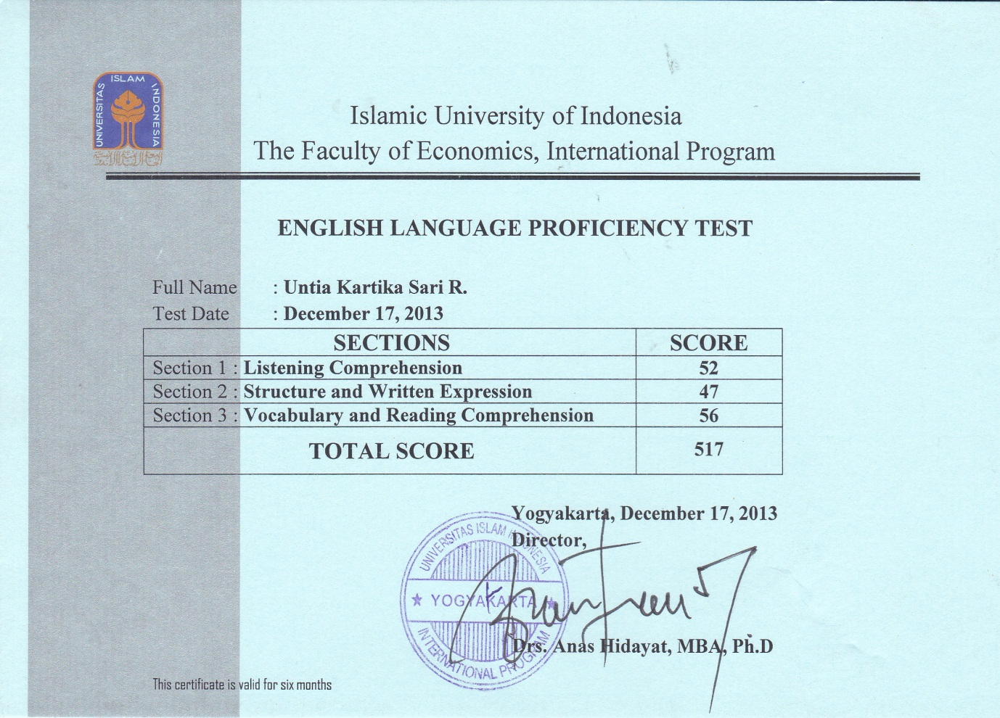 UNIVERSITAS ISLAM INDONESIA
Islamic University of Indonesia
The Faculty of Economics, International Program
ENGLISH LANGUAGE PROFICIENCY TEST
Full Name : Untia Kartika Sari R.
Test Date : December 17, 2013
SECTIONS SCORE
Section 1 : Listening Comprehension 52
Section 2 : Structure and Written Expression 47
Section 3 : Vocabulary and Reading Comprehension 56
TOTAL SCORE 517
Yogyakarta, December 17, 2013
Director,
UNIVERSITAS ISLAM INDONESIA
YOGYAKARTA
INTERNATIONAL PROGRAM
Drs. Anas Hidayat, MBA, Ph.D
This certificate is valid for six months